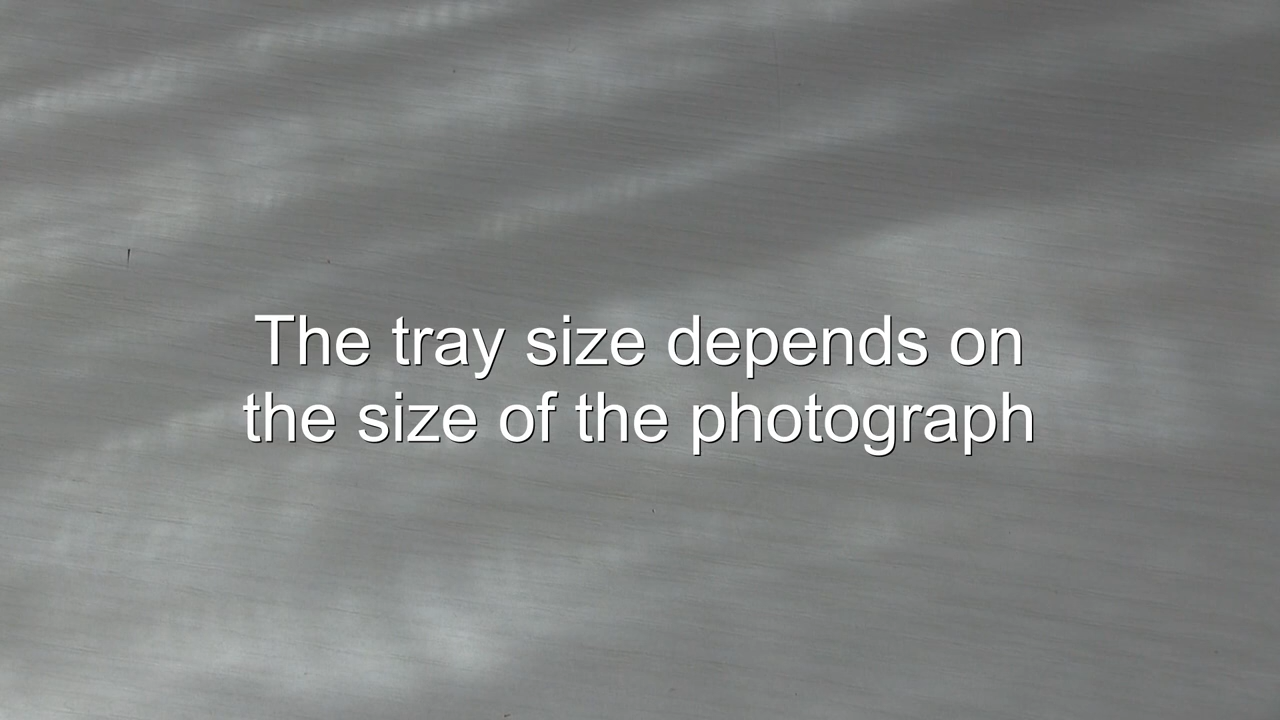 The tray size depends on
the size of the photograph